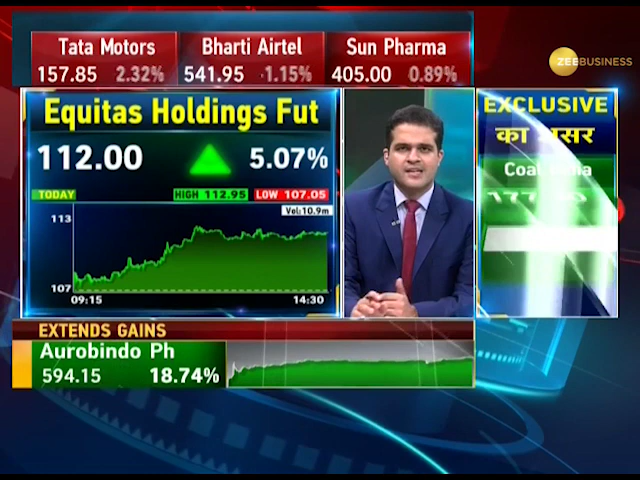 Tata Motors
157.85 2.32%
Bharti Airtel
541.95 -1.15%
Sun Pharma
405.00 0.89%
ZEEBUSINESS
Equitas Holdings Fut
112.00 5.07%
TODAY HIGH 112.95 LOW 107.05
Vol:10.9m
113
107
09:15 14:30
EXCLUSIVE
का असर
EXTENDS GAINS
Aurobindo Ph
594.15 18.74%